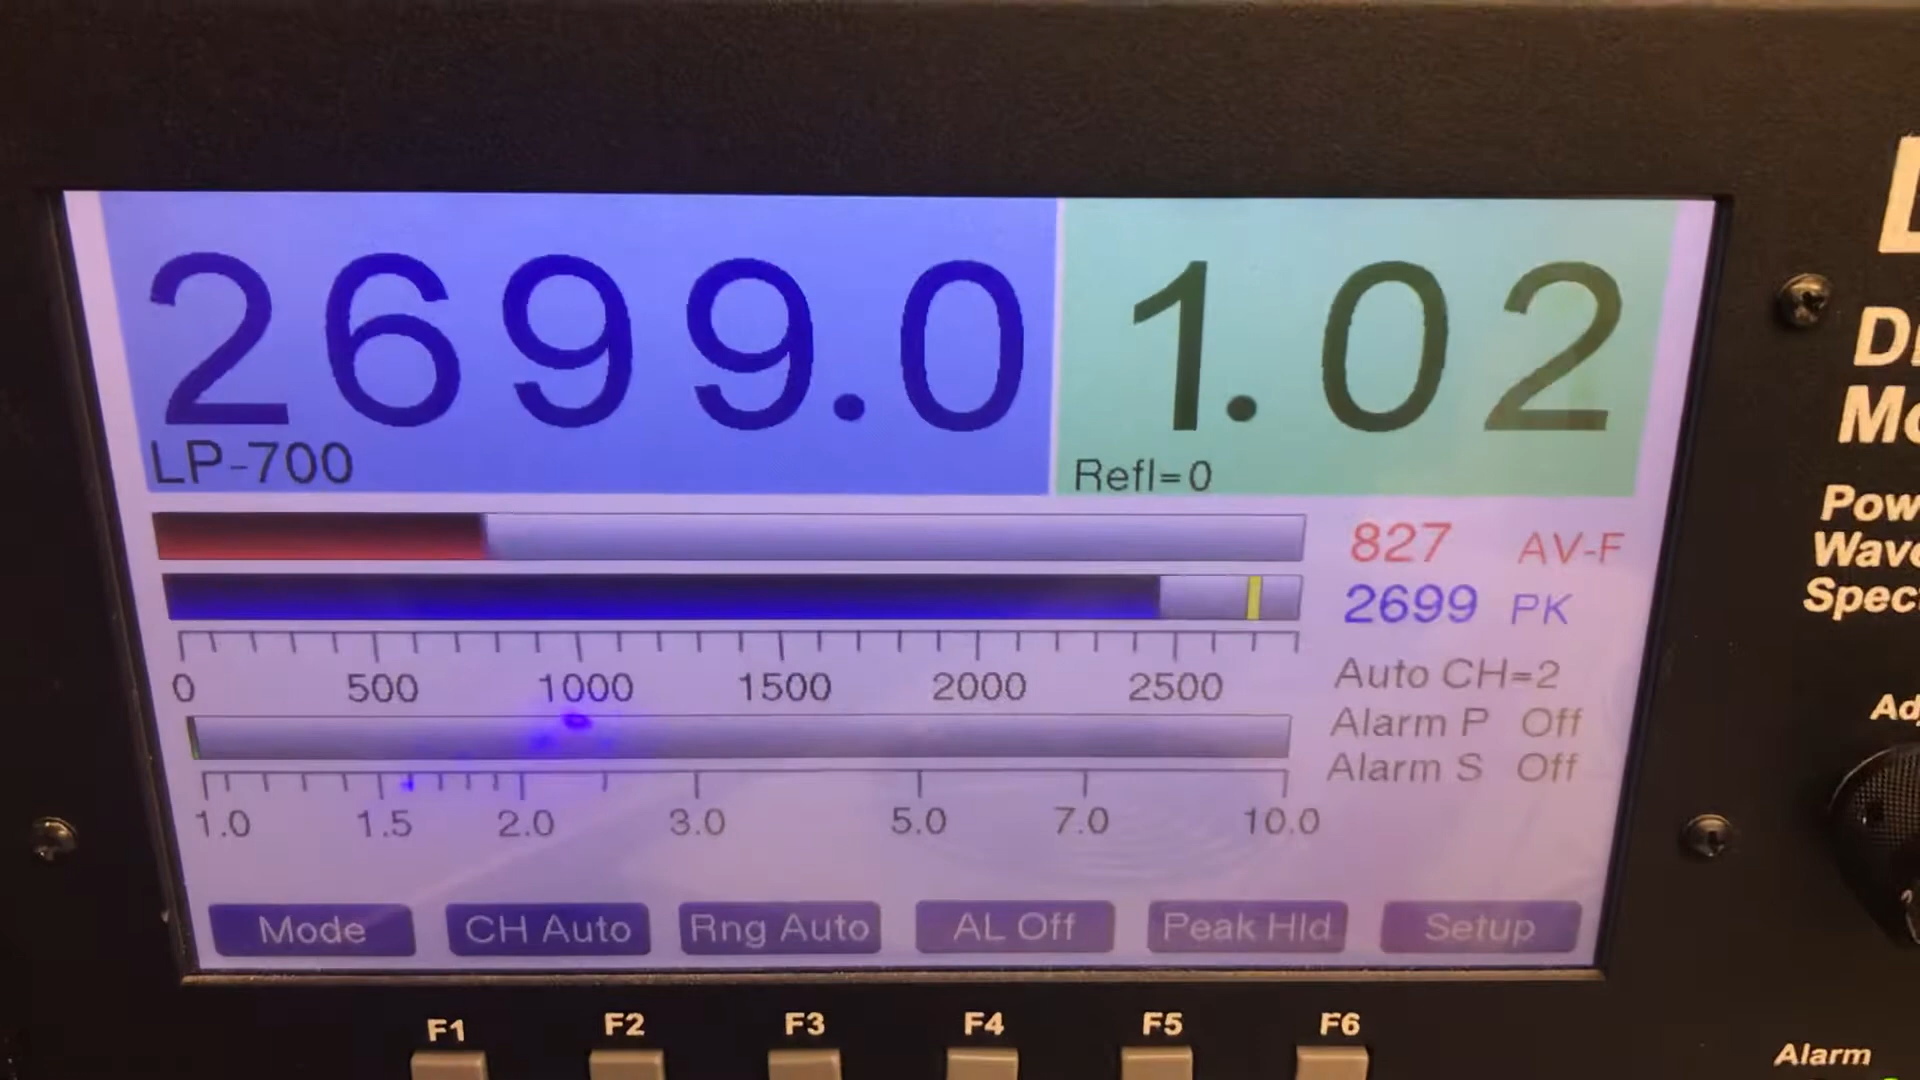 2699.0
1.02
LP-700
Refl=0
827 AV-F
2699 PK
0 500 1000 1500 2000 2500
Auto CH=2
Alarm P Off
Alarm S Off
1.0 1.5 2.0 3.0 5.0 7.0 10.0
Mode CH Auto Rng Auto AL Off Peak Hld Setup
F1 F2 F3 F4 F5 F6
Alarm